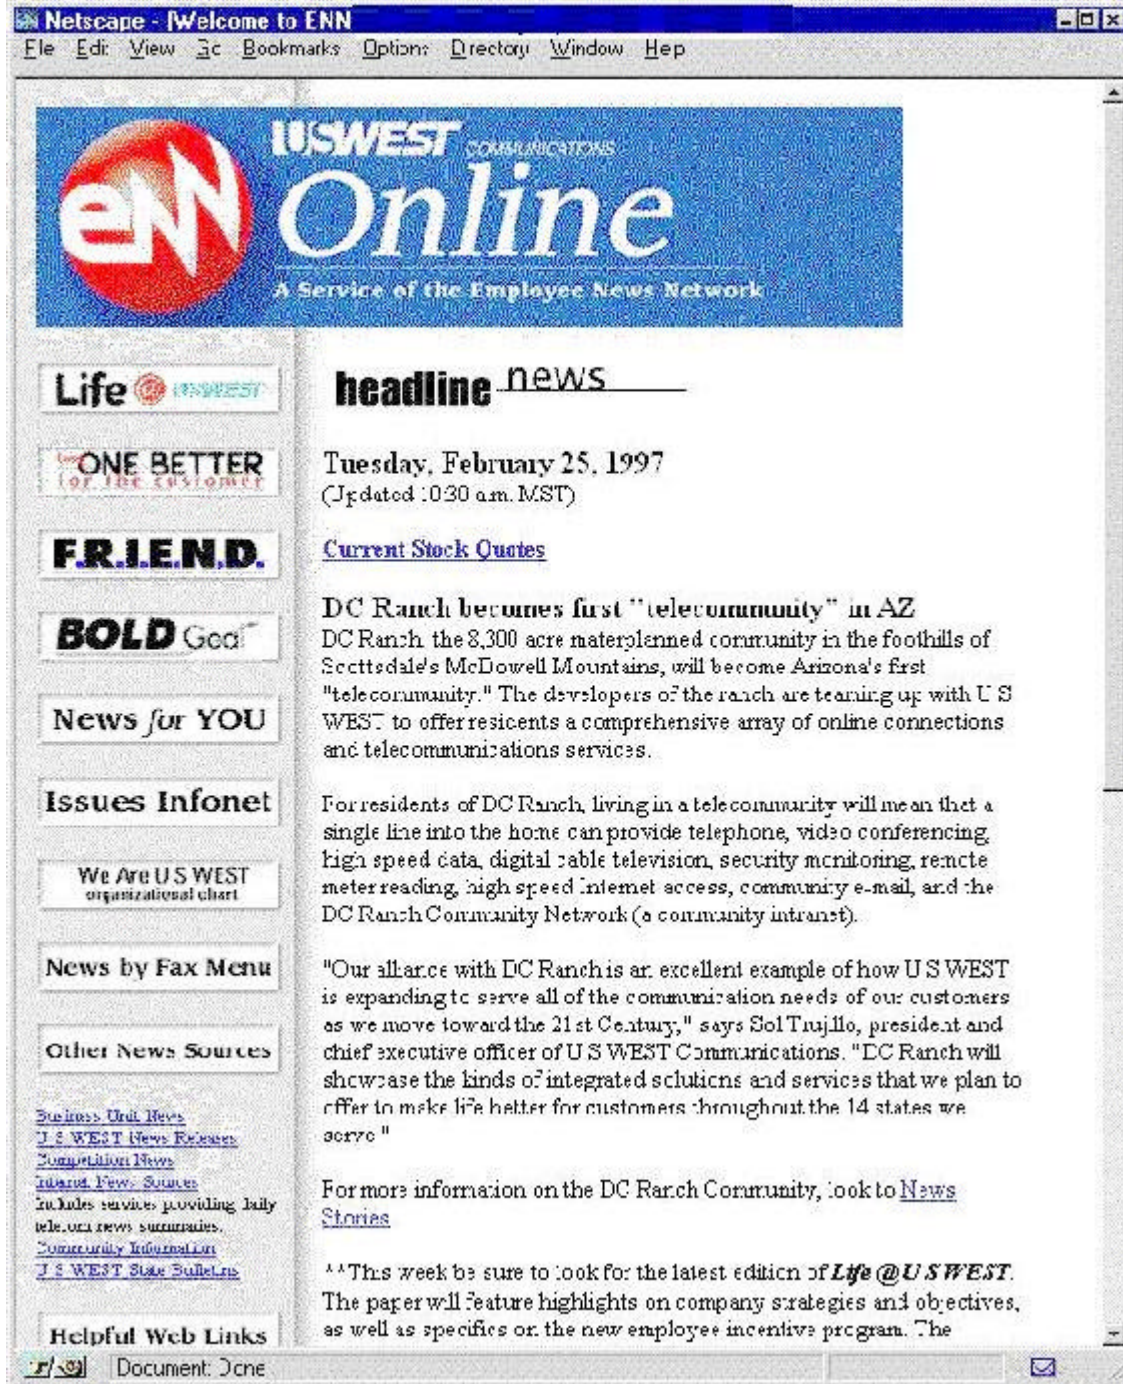 Netscape - [Welcome to ENN
File Edit View Go Bookmarks Options Directory Window Help
eNN
USWEST COMMUNICATIONS
Online
A Service of the Employee News Network
Life @ USWEST
headline news
ONE BETTER
for the customer
F.R.I.E.N.D.
BOLD Goal
News for YOU
Issues Infonet
We Are U S WEST
organizational chart
News by Fax Menu
Other News Sources
Business Unit News
U S WEST News Releases
Competition News
Internet News Sources
Includes services providing daily
telecom news summaries.
Community Information
U S WEST State Bulletins
Helpful Web Links
Tuesday, February 25, 1997
(Updated 10:30 a.m. MST)
Current Stock Quotes
DC Ranch becomes first "telecommunity" in AZ
DC Ranch, the 8,300 acre materplanned community in the foothills of
Scottsdale's McDowell Mountains, will become Arizona's first
"telecommunity." The developers of the ranch are teaming up with U S
WEST to offer residents a comprehensive array of online connections
and telecommunications services.
For residents of DC Ranch, living in a telecommunity will mean that a
single line into the home can provide telephone, video conferencing,
high speed data, digital cable television, security monitoring, remote
meter reading, high speed Internet access, community e-mail, and the
DC Ranch Community Network (a community intranet).
"Our alliance with DC Ranch is an excellent example of how U S WEST
is expanding to serve all of the communication needs of our customers
as we move toward the 21st Century," says Sol Trujillo, president and
chief executive officer of U S WEST Communications. "DC Ranch will
showcase the kinds of integrated solutions and services that we plan to
offer to make life better for customers throughout the 14 states we
serve."
For more information on the DC Ranch Community, look to News
Stories
**This week be sure to look for the latest edition of Life @ U S WEST.
The paper will feature highlights on company strategies and objectives,
as well as specifics on the new employee incentive program. The
Document: Done